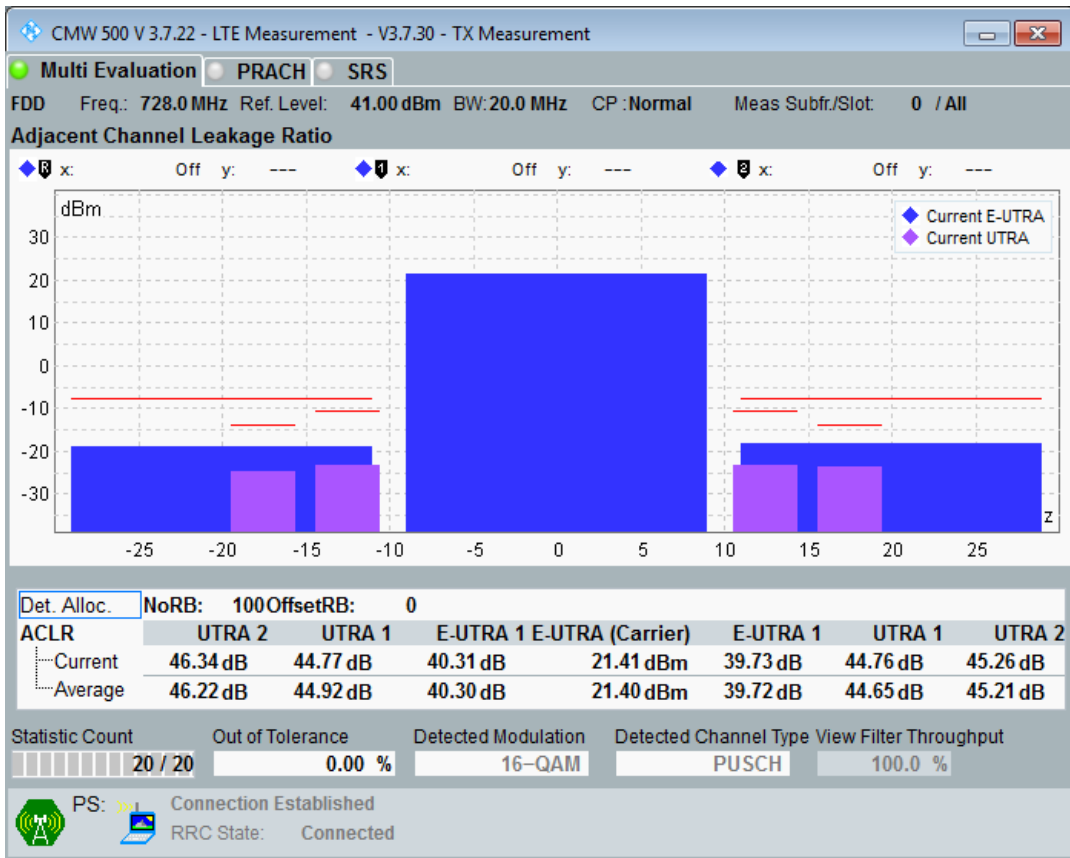 CMW 500 V 3.7.22 - LTE Measurement - V3.7.30 - TX Measurement
Multi Evaluation PRACH SRS
FDD Freq.: 728.0 MHz Ref. Level: 41.00 dBm BW: 20.0 MHz CP : Normal Meas Subfr./Slot: 0 / All
Adjacent Channel Leakage Ratio
R x: Off y: --- 1 x: Off y: --- 2 x: Off y: ---
dBm
Current E-UTRA
Current UTRA
30
20
10
0
-10
-20
-30
z
-25 -20 -15 -10 -5 0 5 10 15 20 25
Det. Alloc. NoRB: 100 OffsetRB: 0
ACLR UTRA 2 UTRA 1 E-UTRA 1 E-UTRA (Carrier) E-UTRA 1 UTRA 1 UTRA 2
Current 46.34 dB 44.77 dB 40.31 dB 21.41 dBm 39.73 dB 44.76 dB 45.26 dB
Average 46.22 dB 44.92 dB 40.30 dB 21.40 dBm 39.72 dB 44.65 dB 45.21 dB
Statistic Count Out of Tolerance Detected Modulation Detected Channel Type View Filter Throughput
20 / 20 0.00 % 16-QAM PUSCH 100.0 %
PS: Connection Established
RRC State: Connected